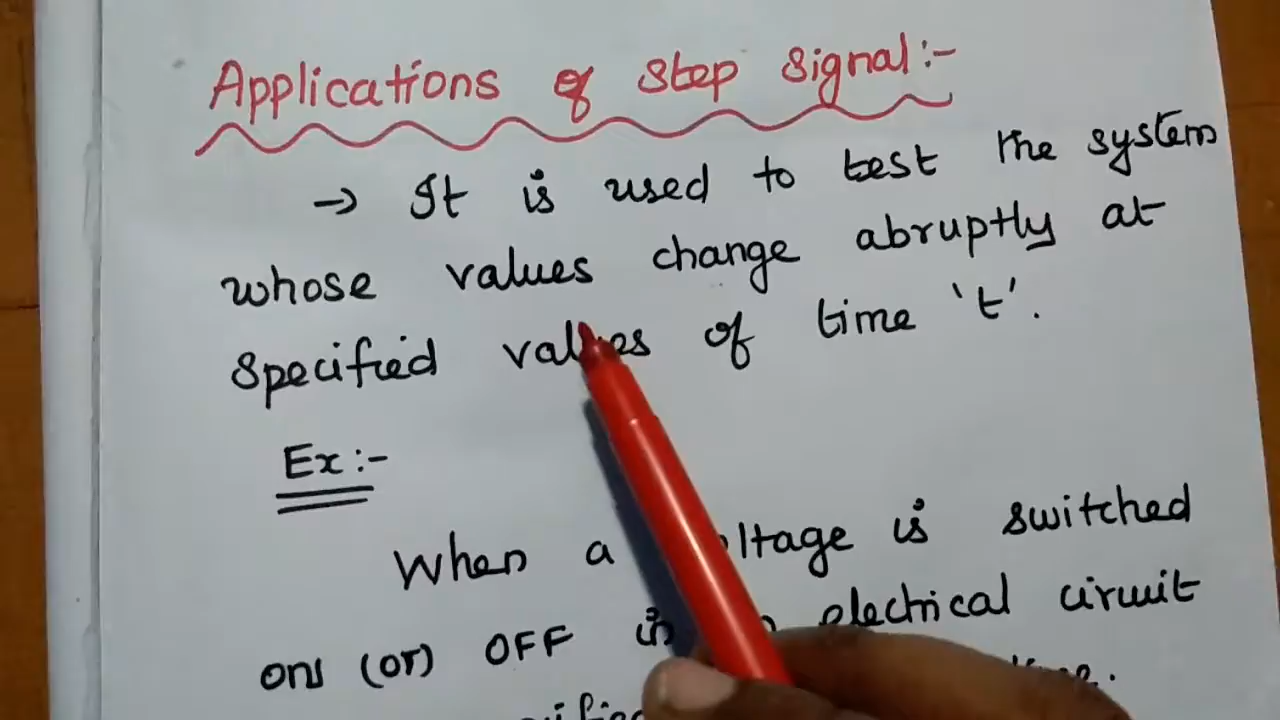 Applications of step signal:-
→ It is used to test the system
whose values change abruptly at
specified values of time 't'.
Ex:-
When a is switched
on (or) OFF in electrical circuit